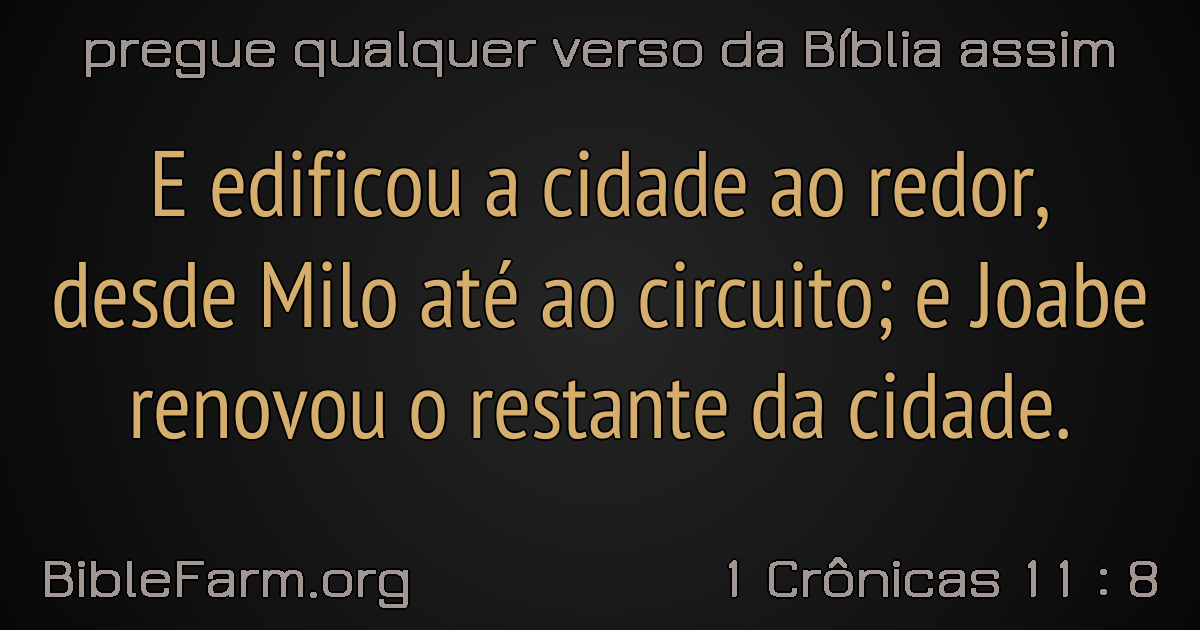 pregue qualquer verso da Bíblia assim
E edificou a cidade ao redor,
desde Milo até ao circuito; e Joabe
renovou o restante da cidade.
BibleFarm.org
1 Crônicas 11 : 8